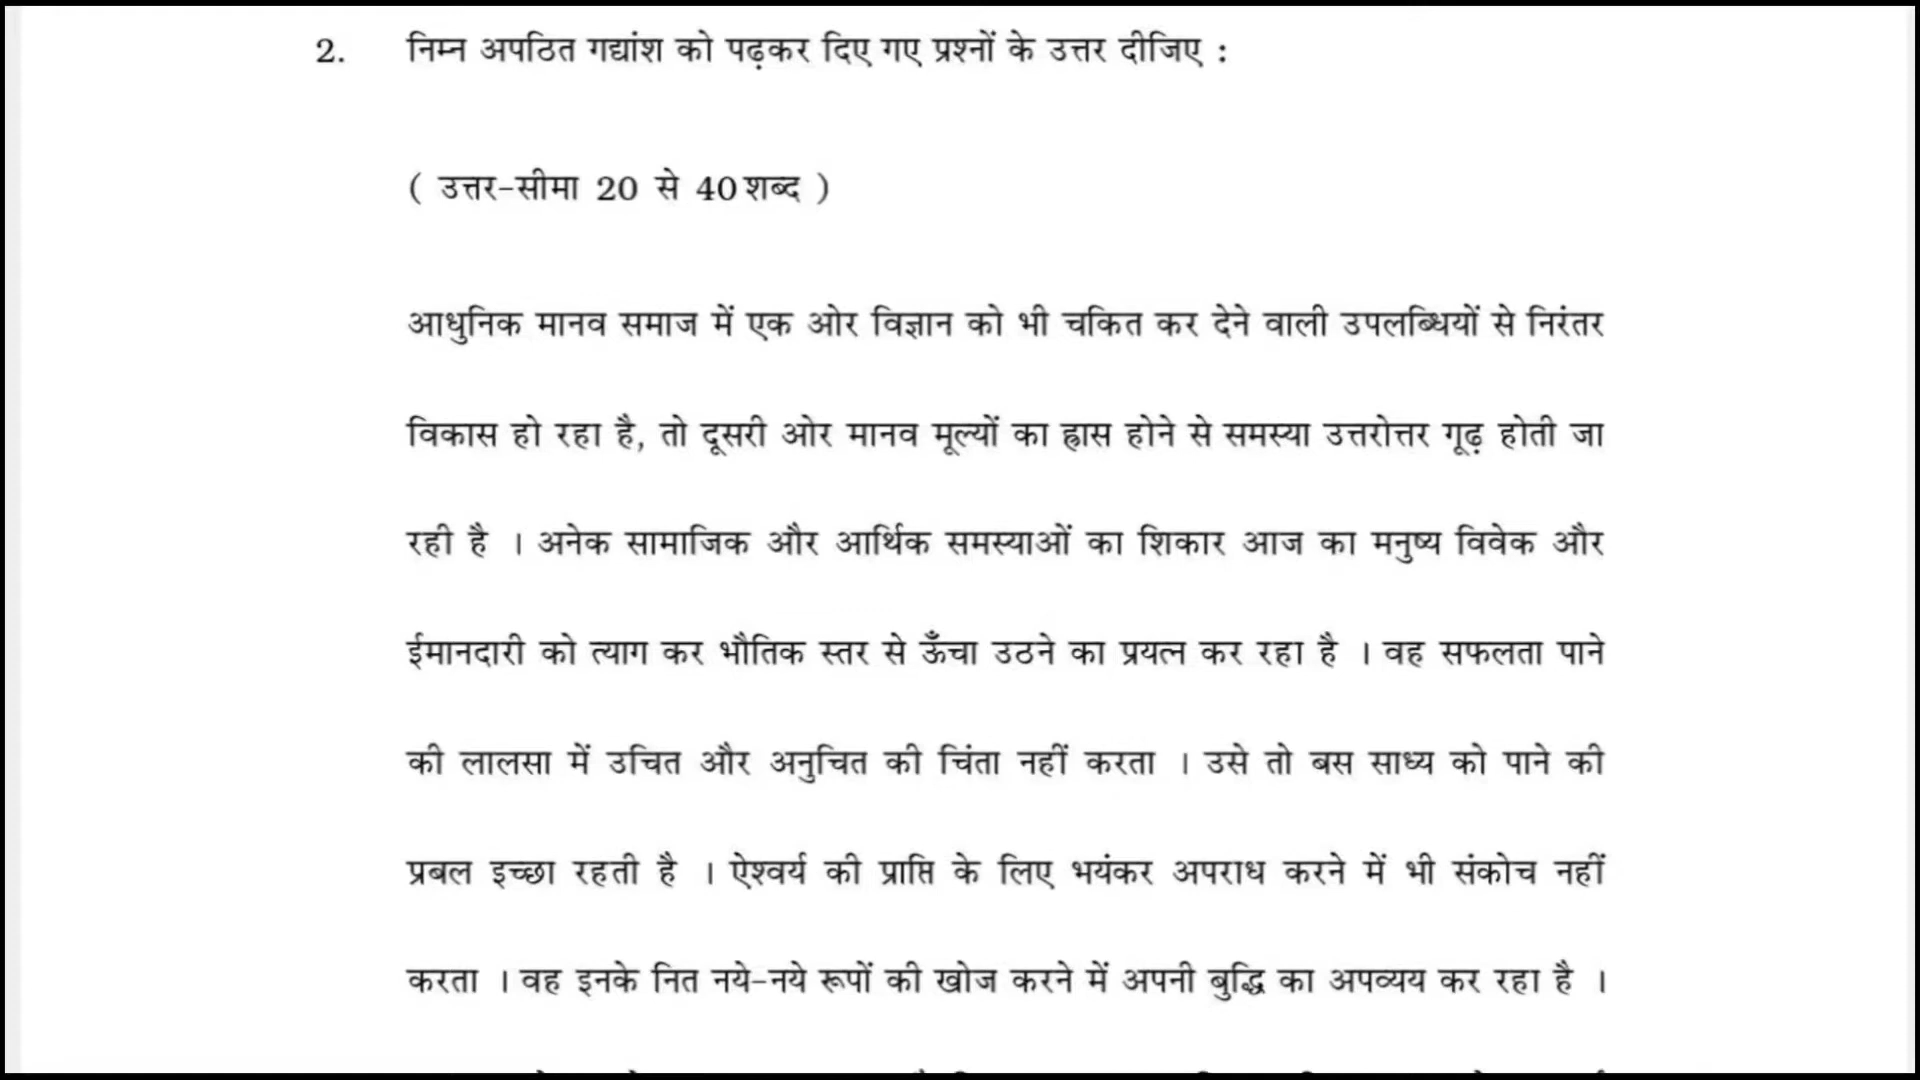 2. निम्न अपठित गद्यांश को पढ़कर दिए गए प्रश्नों के उत्तर दीजिए :
( उत्तर-सीमा 20 से 40 शब्द )
आधुनिक मानव समाज में एक ओर विज्ञान को भी चकित कर देने वाली उपलब्धियों से निरंतर
विकास हो रहा है, तो दूसरी ओर मानव मूल्यों का ह्रास होने से समस्या उत्तरोत्तर गूढ़ होती जा
रही है । अनेक सामाजिक और आर्थिक समस्याओं का शिकार आज का मनुष्य विवेक और
ईमानदारी को त्याग कर भौतिक स्तर से ऊँचा उठने का प्रयत्न कर रहा है । वह सफलता पाने
की लालसा में उचित और अनुचित की चिंता नहीं करता । उसे तो बस साध्य को पाने की
प्रबल इच्छा रहती है । ऐश्वर्य की प्राप्ति के लिए भयंकर अपराध करने में भी संकोच नहीं
करता । वह इनके नित नये-नये रूपों की खोज करने में अपनी बुद्धि का अपव्यय कर रहा है ।